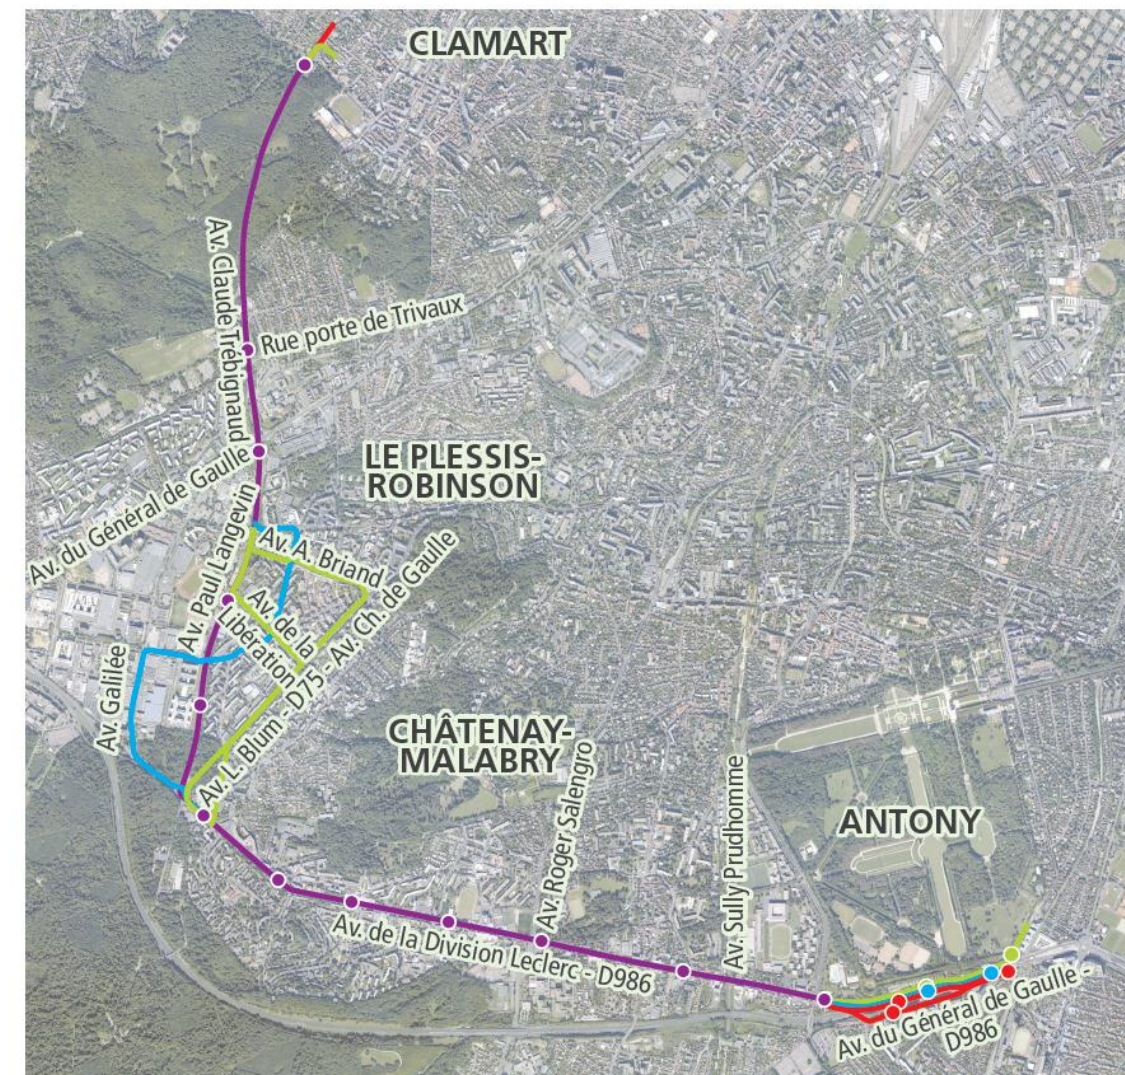 CLAMART
Av. Claude Trébignaud
Rue porte de Trivaux
Av. du Général de Gaulle
LE PLESSIS-
ROBINSON
Av. Paul Langevin
Av. A. Briand
Av. de la
Libération
Av. L. Blum - D75 - Av. Ch. de Gaulle
Av. Galilée
CHÂTENAY-
MALABRY
Av. Roger Salengro
Av. Sully Prudhomme
ANTONY
Av. de la Division Leclerc - D986
Av. du Général de Gaulle -
D986